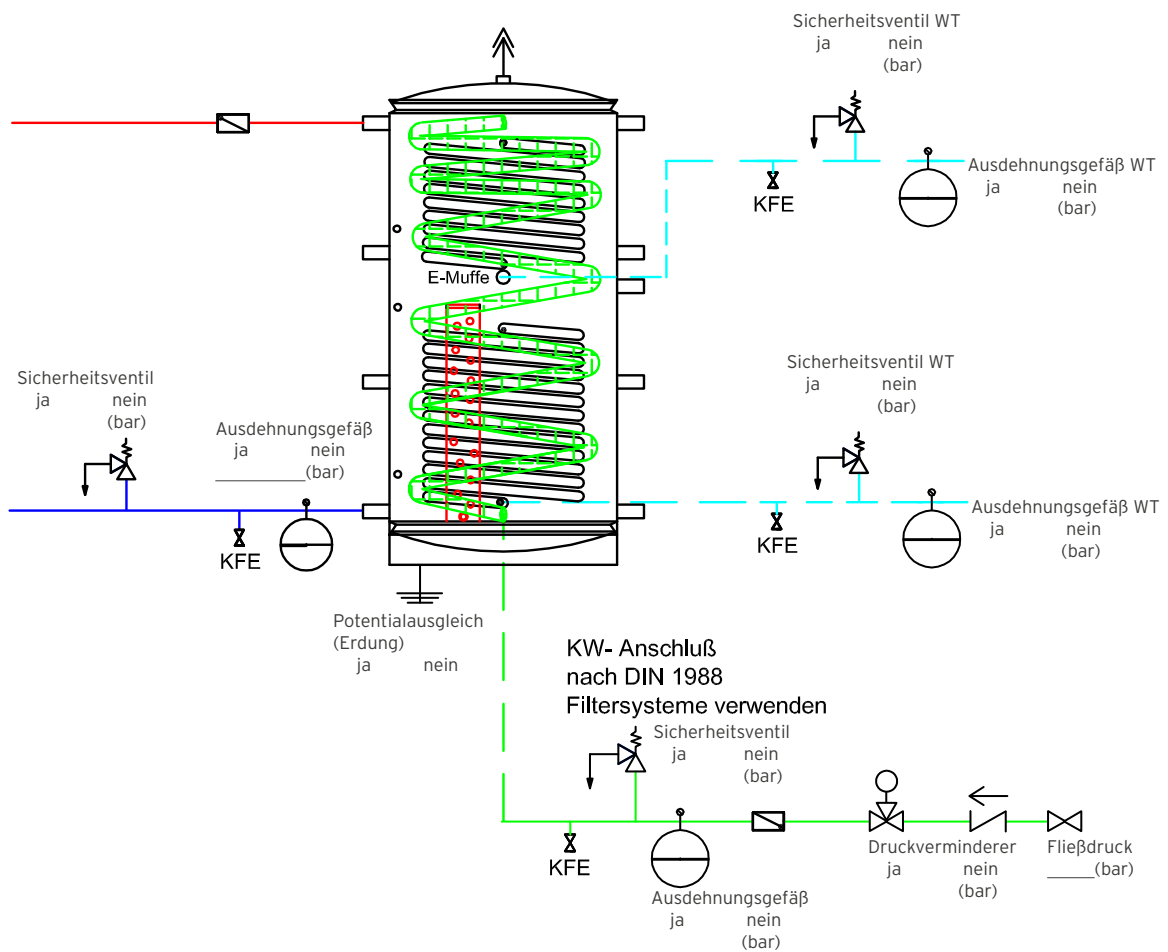 Sicherheitsventil WT
ja nein
(bar)
Ausdehnungsgefäß WT
ja nein
(bar)
KFE
E-Muffe
Sicherheitsventil WT
ja nein
(bar)
Ausdehnungsgefäß WT
ja nein
(bar)
KFE
Sicherheitsventil
ja nein
(bar)
Ausdehnungsgefäß
ja nein
____________(bar)
KFE
Potentialausgleich
(Erdung)
ja nein
KW- Anschluß
nach DIN 1988
Filtersysteme verwenden
Sicherheitsventil
ja nein
(bar)
KFE
Ausdehnungsgefäß
ja nein
(bar)
Druckverminderer
ja nein
(bar)
Fließdruck
______(bar)